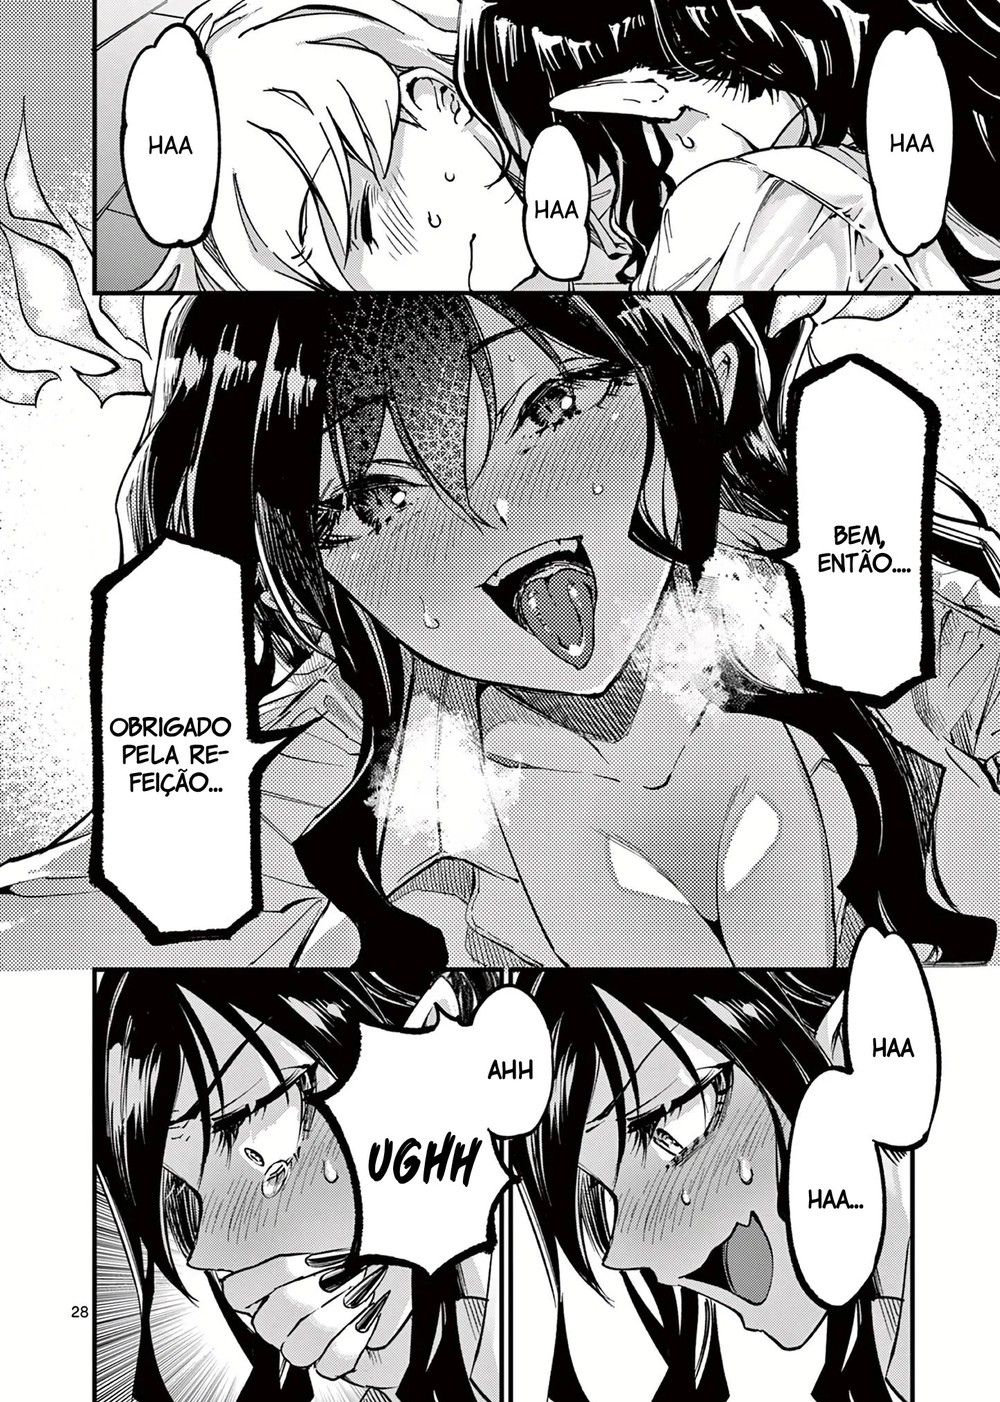 HAA
HAA
HAA
BEM,
ENTÃO....
OBRIGADO
PELA RE-
FEIÇÃO...
HAA
HAA...
AHH
UGHH
28